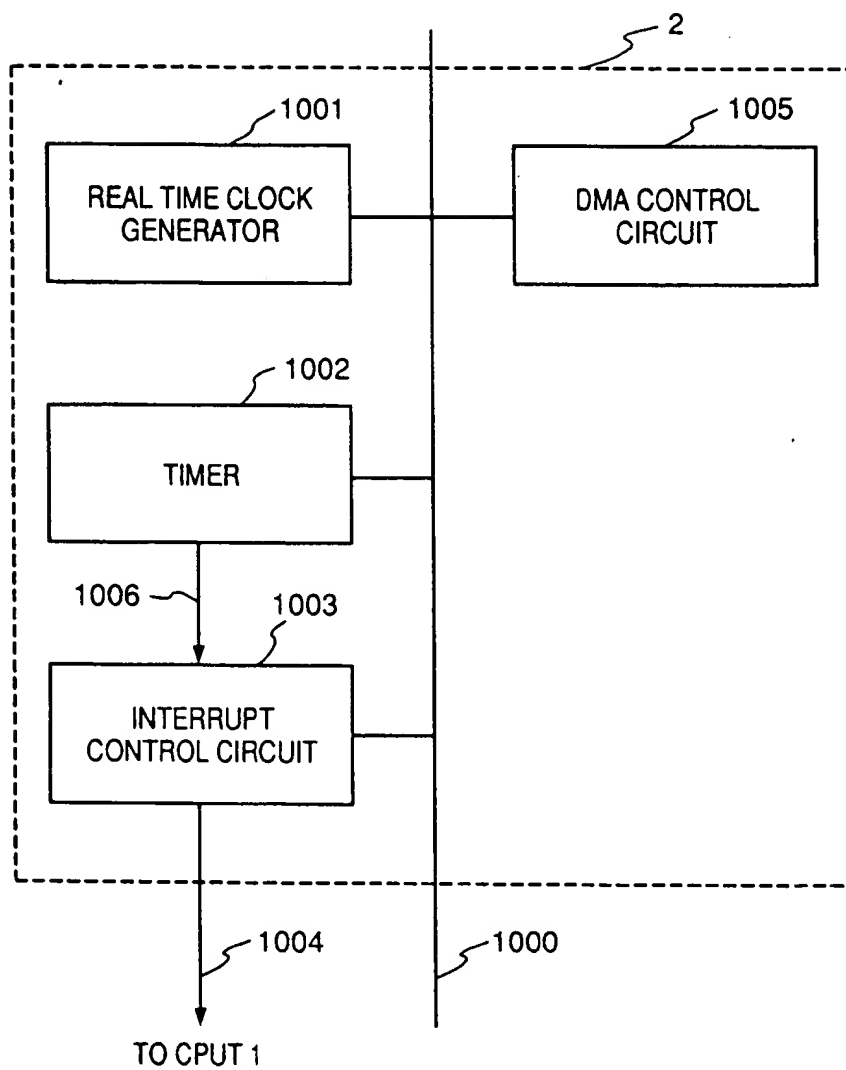 2
1001
1005
REAL TIME CLOCK
GENERATOR
DMA CONTROL
CIRCUIT
1002
TIMER
1006
1003
INTERRUPT
CONTROL CIRCUIT
1004
1000
TO CPUT 1